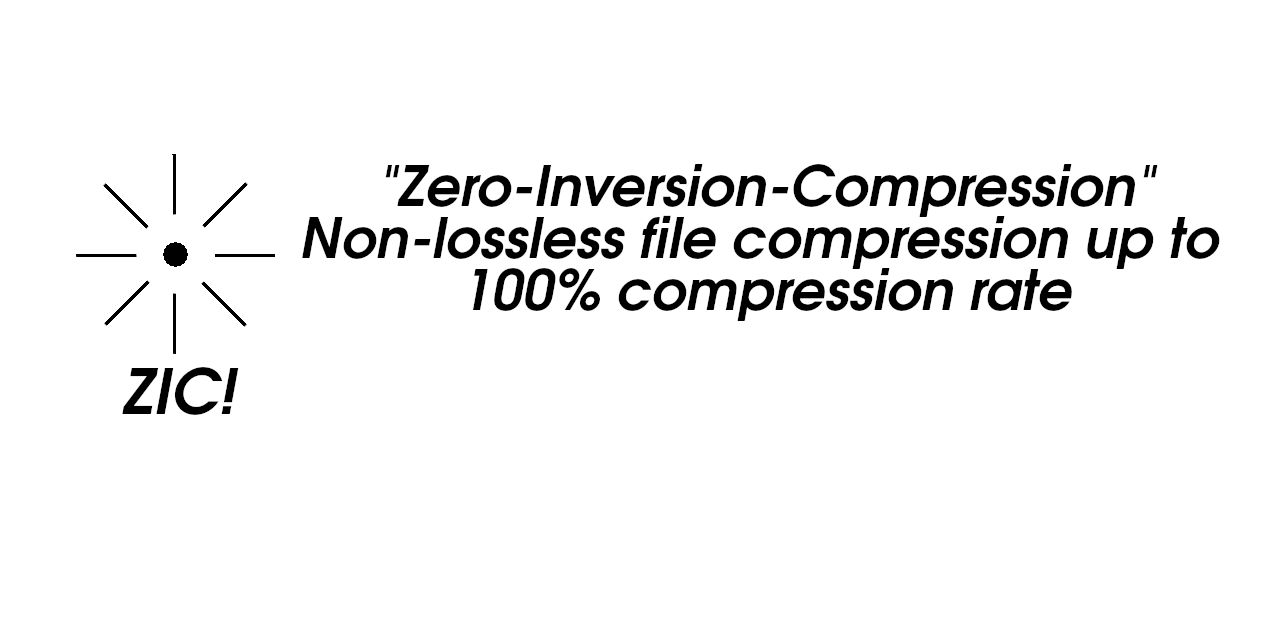 "Zero-Inversion-Compression"
Non-lossless file compression up to
100% compression rate
ZIC!